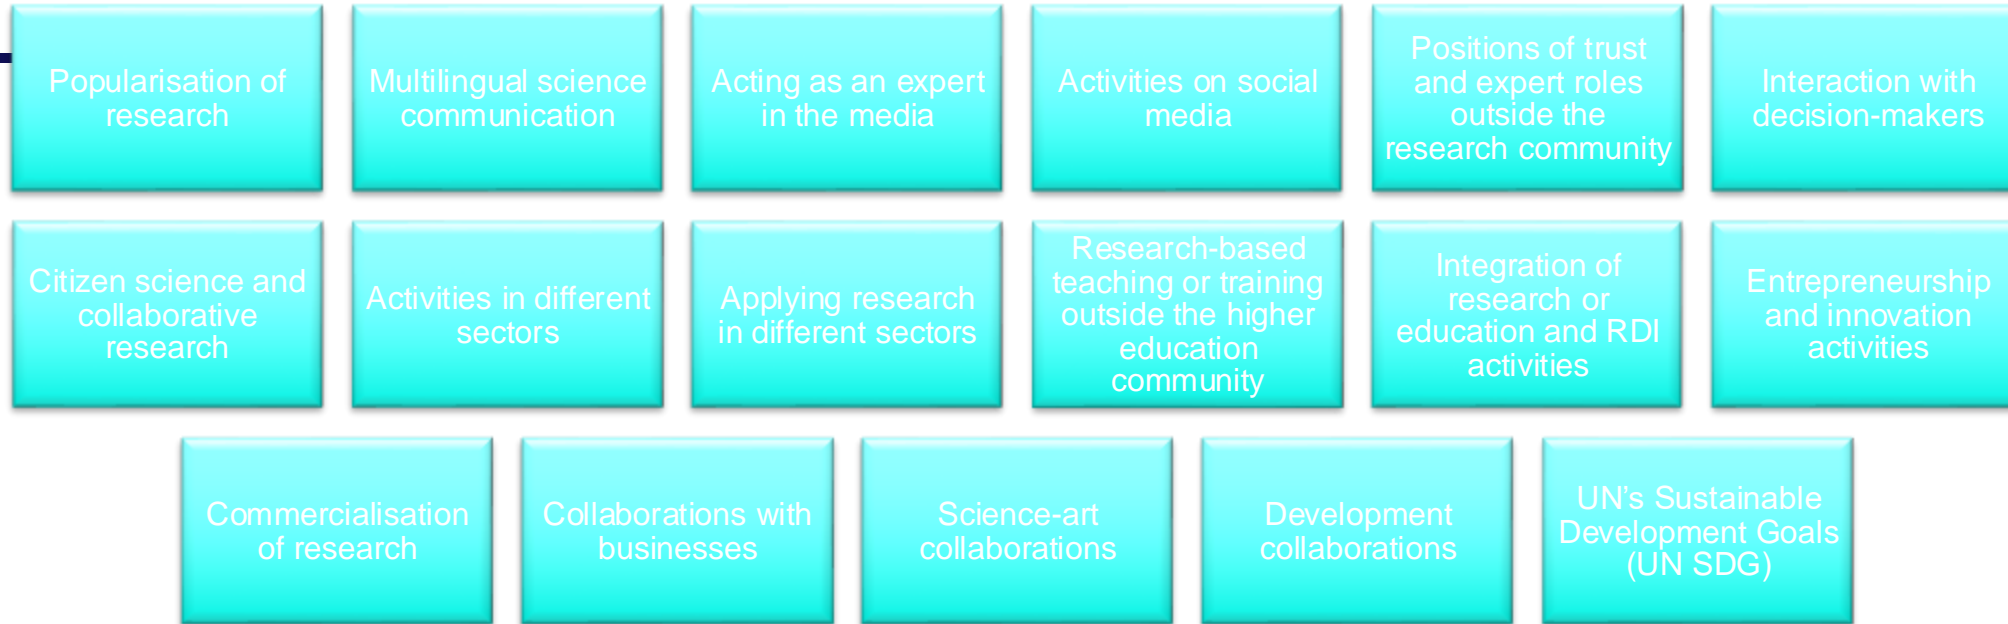 Popularisation of
research
Multilingual science
communication
Acting as an expert
in the media
Activities on social
media
Positions of trust
and expert roles
outside the
research community
Interaction with
decision-makers
Citizen science and
collaborative
research
Activities in different
sectors
Applying research
in different sectors
Research-based
teaching or training
outside the higher
education
community
Integration of
research or
education and RDI
activities
Entrepreneurship
and innovation
activities
Commercialisation
of research
Collaborations with
businesses
Science-art
collaborations
Development
collaborations
UN's Sustainable
Development Goals
(UN SDG)